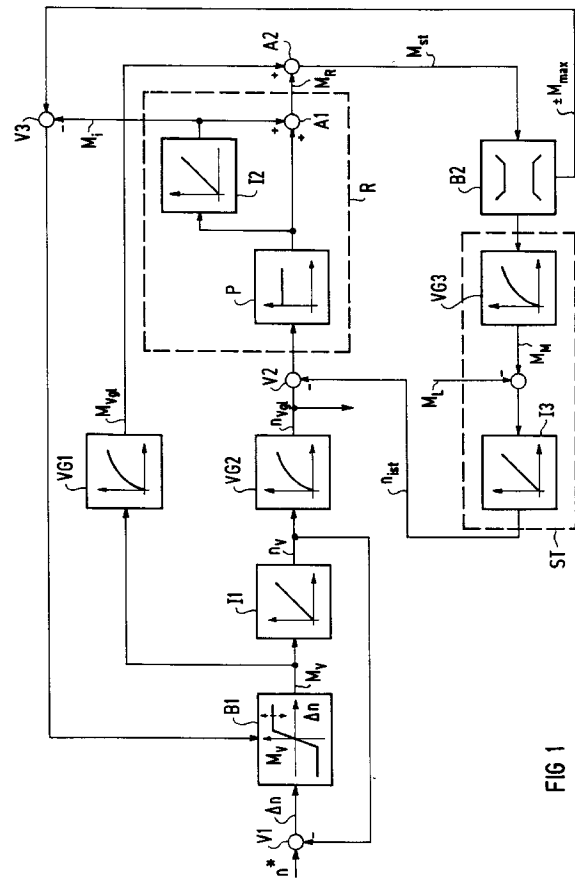 V3
-
M_i
A2
+
M_R
M_st
±M_max
+
+
A1
I2
R
P
B2
VG3
M_M
M_L
-
I3
ST
M_Vgl
VG1
V2
-
n_Vgl
n_ist
VG2
n_V
I1
M_V
B1
M_V
Δn
Δn
V1
n*
-
FIG 1